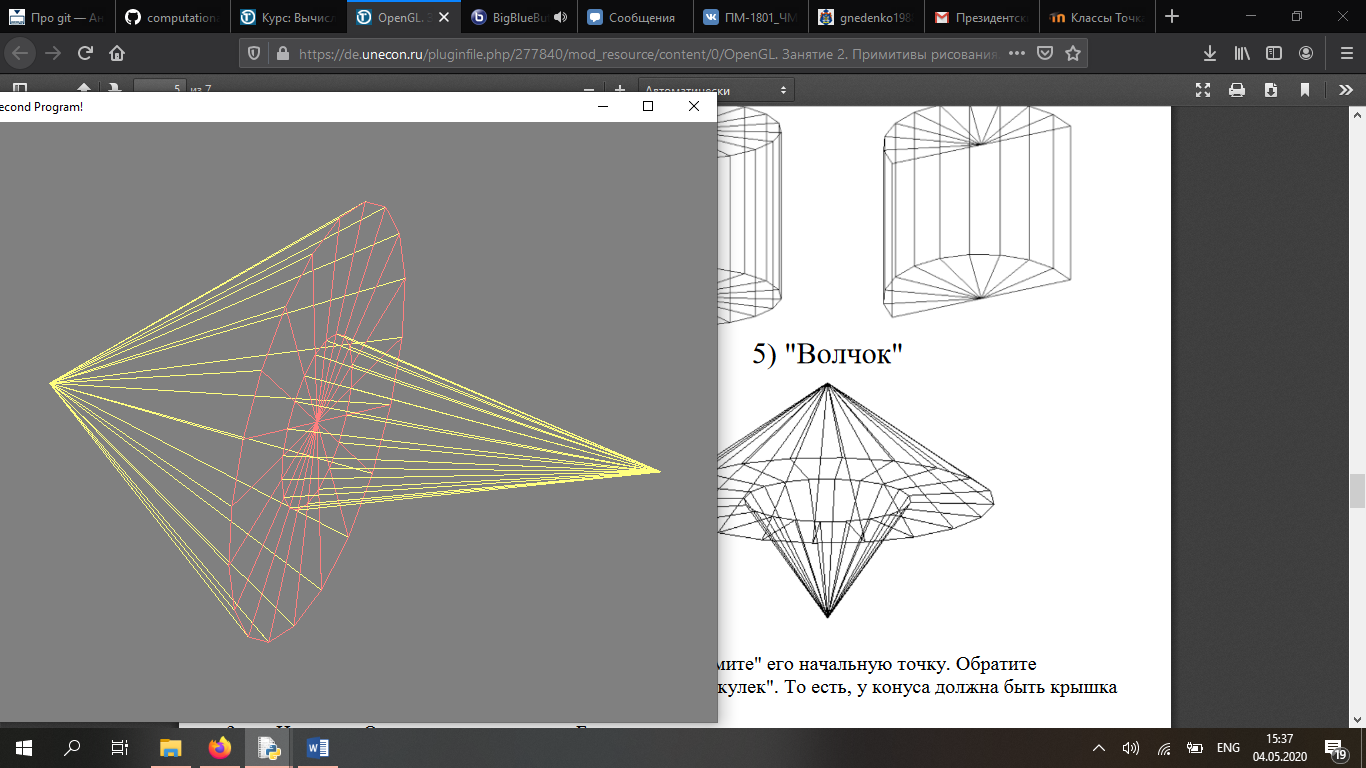 Про git — Ан
computationa
Курс: Вычисл
OpenGL. З
BigBlueBu
Сообщения
ПМ-1801_ЧМ
gnedenko198
Президентск
Классы Точка
https://de.unecon.ru/pluginfile.php/277840/mod_resource/content/0/OpenGL. Занятие 2. Примитивы рисования.
5 из 7
Автоматически
econd Program!
5) "Волчок"
мите" его начальную точку. Обратите
кулек". То есть, у конуса должна быть крышка
ENG
15:37
04.05.2020
19